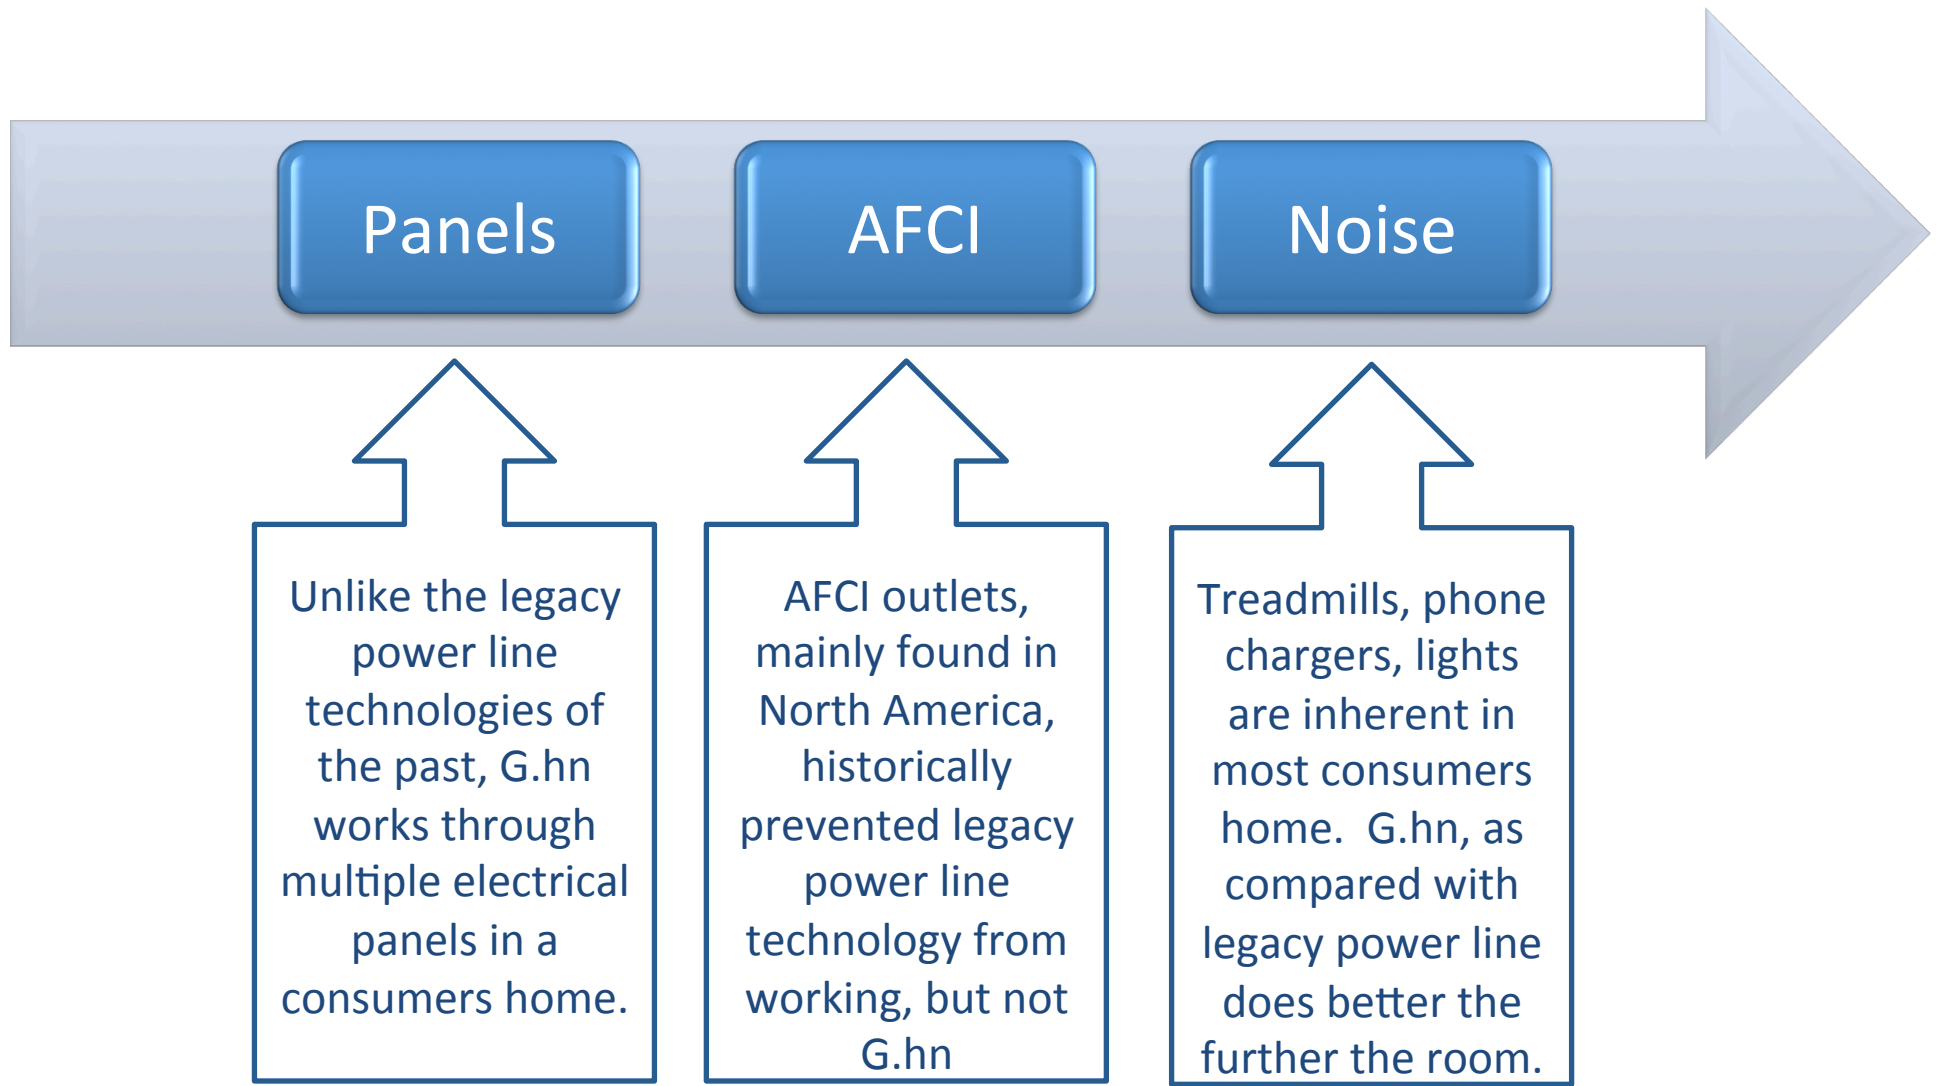 Panels
AFCI
Noise
Unlike the legacy
power line
technologies of
the past, G.hn
works through
multiple electrical
panels in a
consumers home.
AFCI outlets,
mainly found in
North America,
historically
prevented legacy
power line
technology from
working, but not
G.hn
Treadmills, phone
chargers, lights
are inherent in
most consumers
home.  G.hn, as
compared with
legacy power line
does better the
further the room.